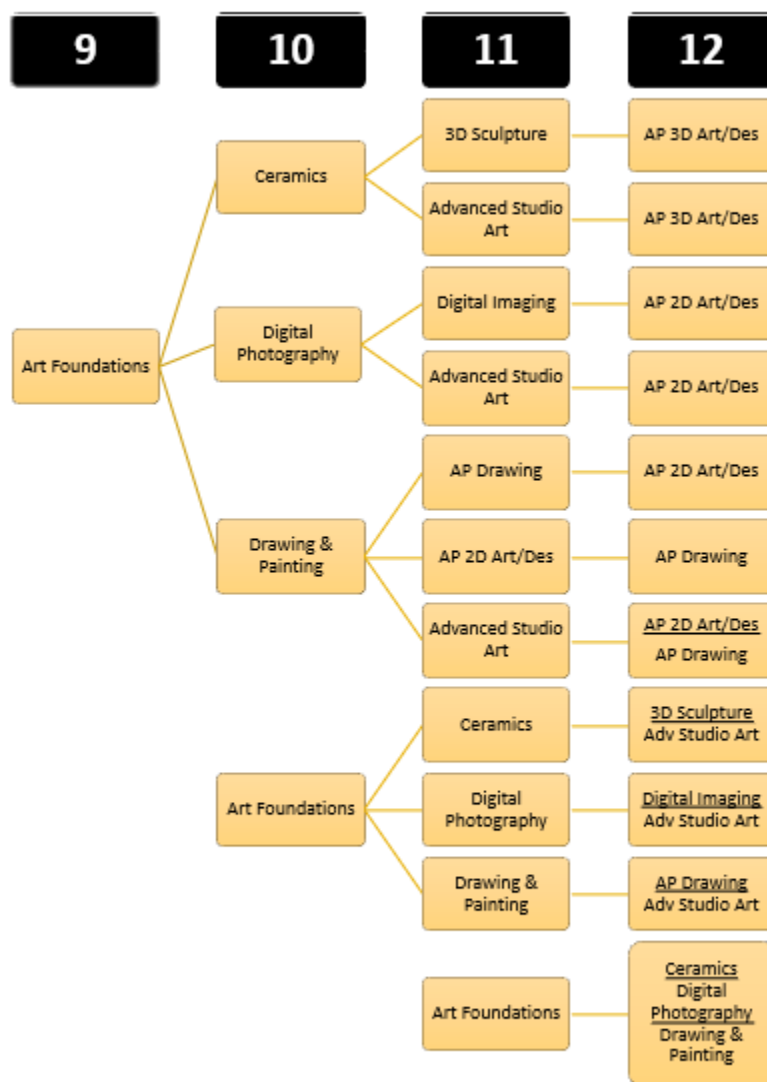 9
10
11
12
Art Foundations
Ceramics
3D Sculpture
AP 3D Art/Des
Advanced Studio
Art
AP 3D Art/Des
Digital
Photography
Digital Imaging
AP 2D Art/Des
Advanced Studio
Art
AP 2D Art/Des
Drawing &
Painting
AP Drawing
AP 2D Art/Des
AP 2D Art/Des
AP Drawing
Advanced Studio
Art
AP 2D Art/Des
AP Drawing
Art Foundations
Ceramics
3D Sculpture
Adv Studio Art
Digital
Photography
Digital Imaging
Adv Studio Art
Drawing &
Painting
AP Drawing
Adv Studio Art
Art Foundations
Ceramics
Digital
Photography
Drawing &
Painting